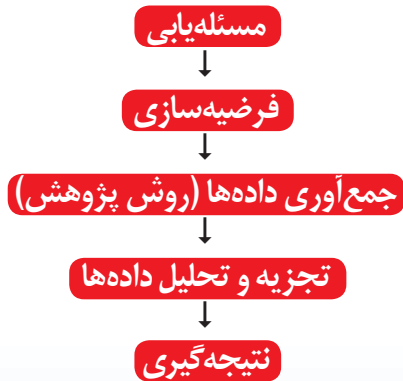 مسئله‌یابی
فرضیه‌سازی
جمع‌آوری داده‌ها (روش پژوهش)
تجزیه و تحلیل داده‌ها
نتیجه‌گیری